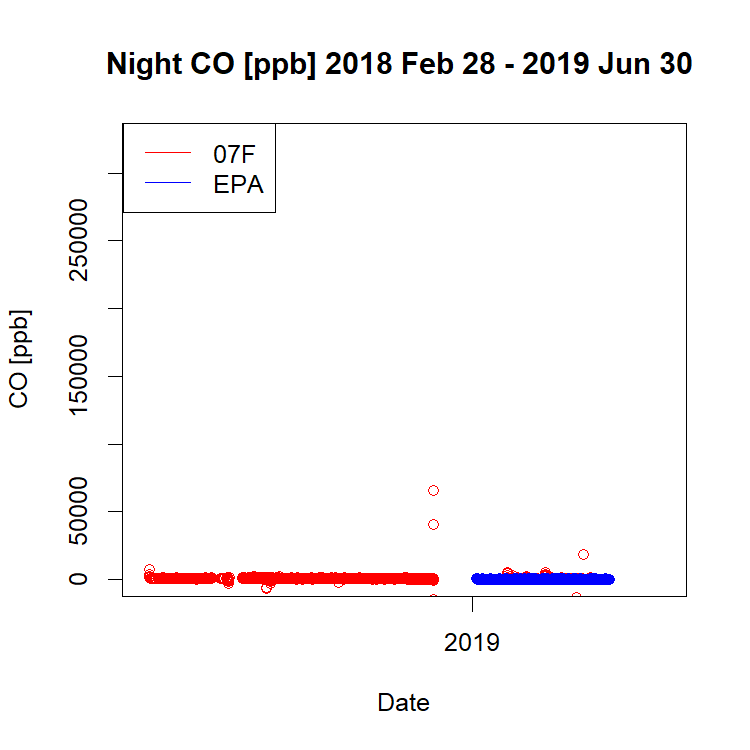 Night CO [ppb] 2018 Feb 28 - 2019 Jun 30
07F
EPA
250000
150000
50000
0
CO [ppb]
2019
Date